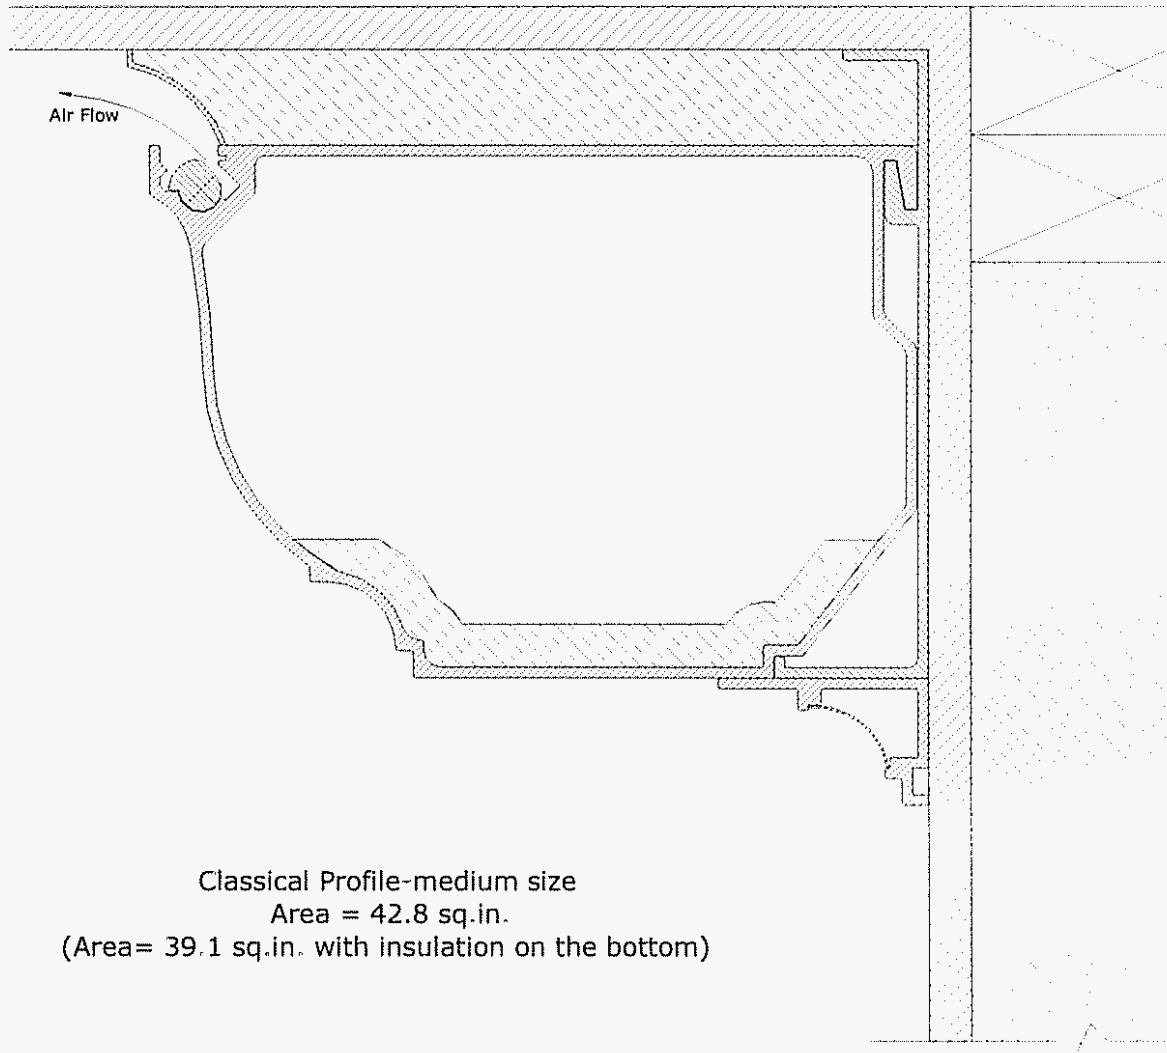 Air Flow
Classical Profile-medium size
Area = 42.8 sq.in.
(Area= 39.1 sq.in. with insulation on the bottom)